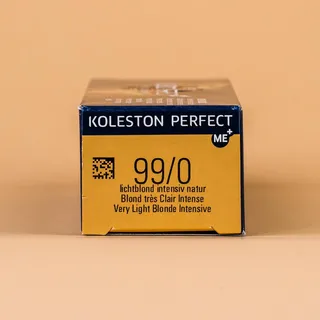 KOLESTON PERFECT
ME+
99/0
lichtblond intensiv natur
Blond très Clair Intense
Very Light Blonde Intensive